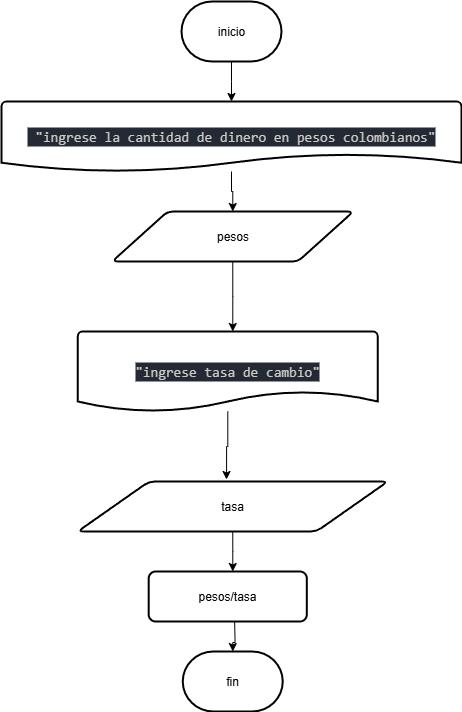 inicio
"ingrese la cantidad de dinero en pesos colombianos"
pesos
"ingrese tasa de cambio"
tasa
pesos/tasa
fin